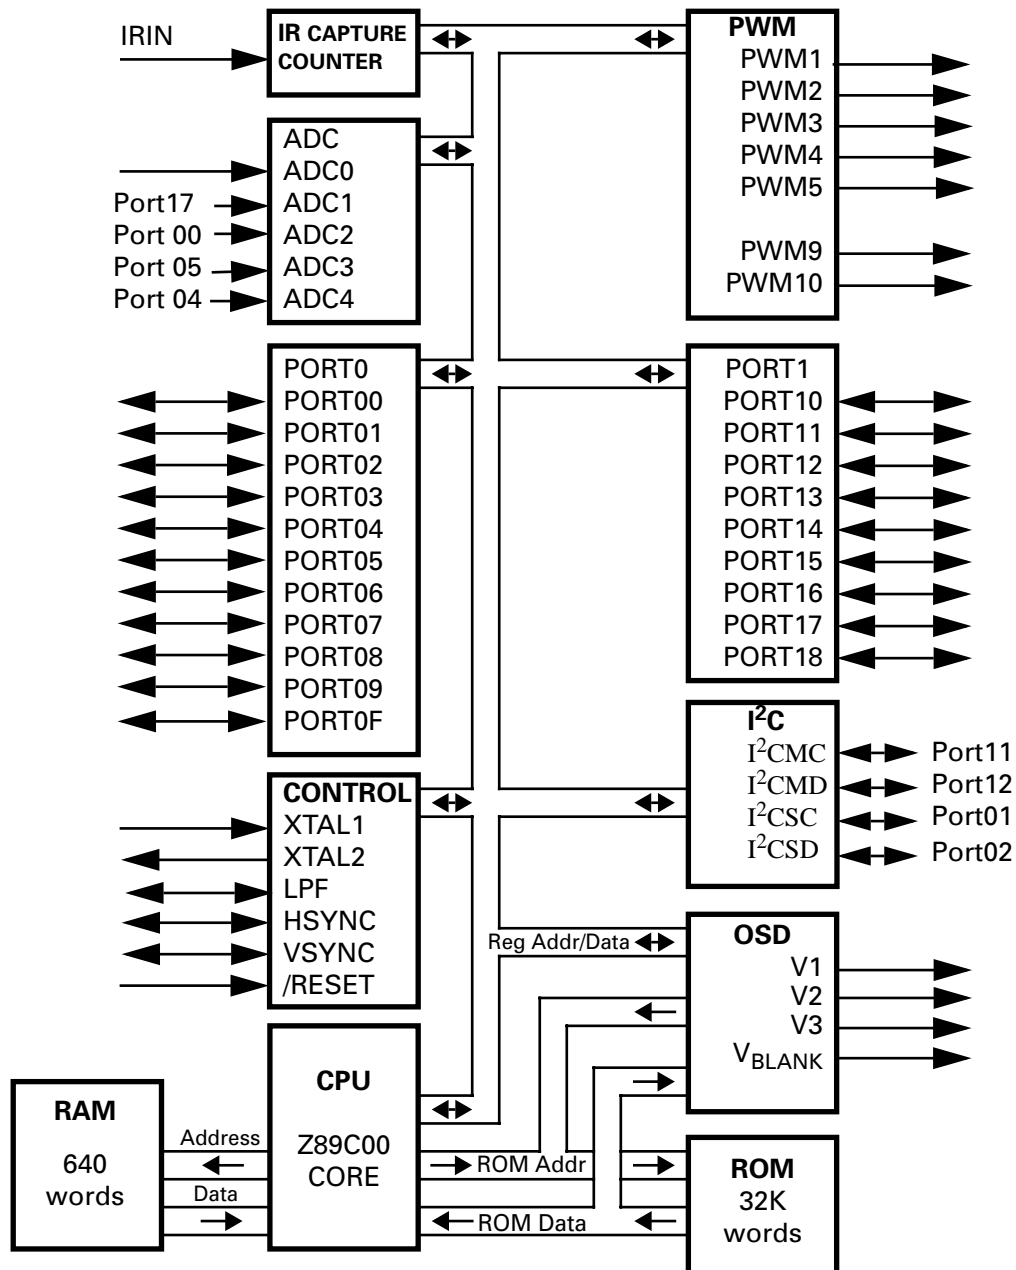 IRIN
IR CAPTURE
COUNTER
ADC
ADC0
Port17 ADC1
Port 00 ADC2
Port 05 ADC3
Port 04 ADC4
PORT0
PORT00
PORT01
PORT02
PORT03
PORT04
PORT05
PORT06
PORT07
PORT08
PORT09
PORT0F
CONTROL
XTAL1
XTAL2
LPF
HSYNC
VSYNC
/RESET
CPU
Z89C00
CORE
RAM
640
words
Address
Data
PWM
PWM1
PWM2
PWM3
PWM4
PWM5
PWM9
PWM10
PORT1
PORT10
PORT11
PORT12
PORT13
PORT14
PORT15
PORT16
PORT17
PORT18
I²C
I²CMC Port11
I²CMD Port12
I²CSC Port01
I²CSD Port02
Reg Addr/Data
OSD
V1
V2
V3
VBLANK
ROM Addr
ROM Data
ROM
32K
words